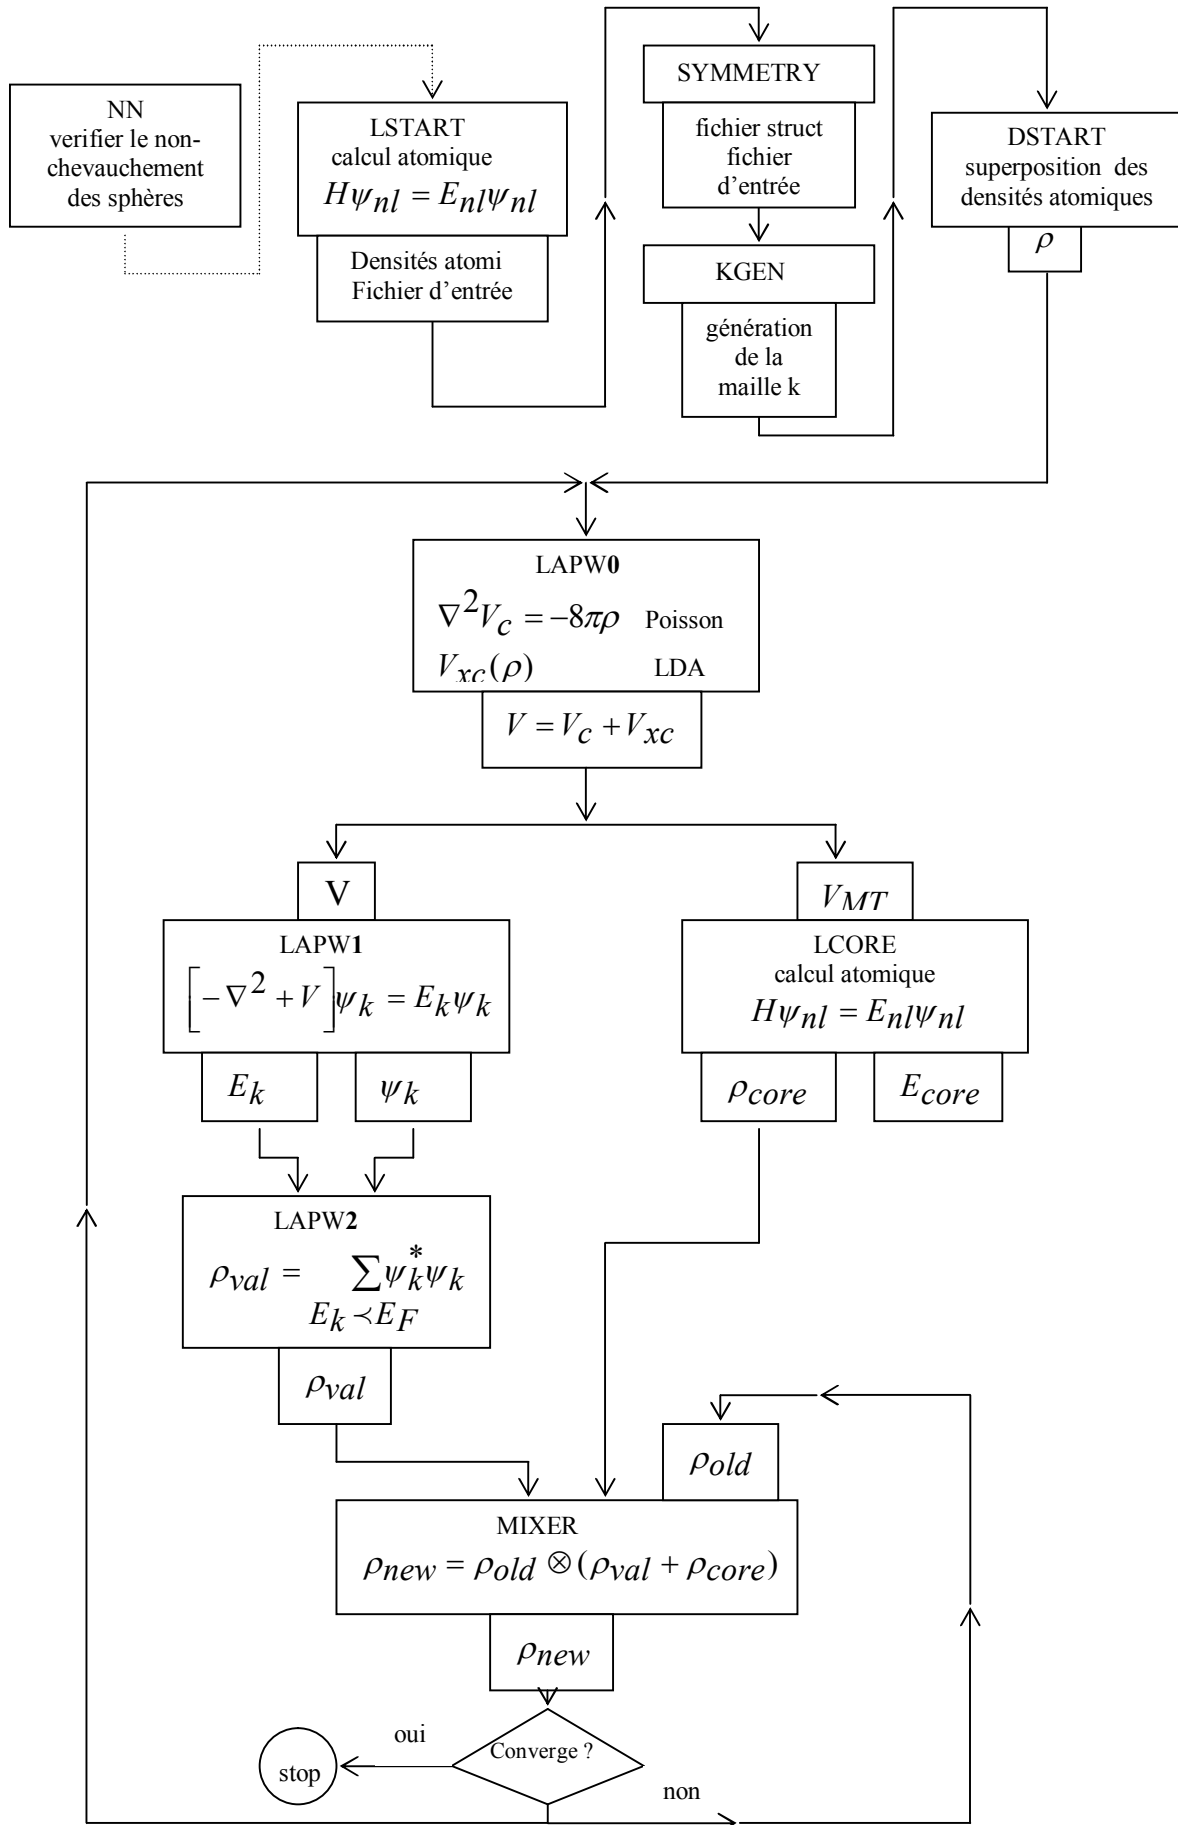 NN
verifier le non-
chevauchement
des sphères
LSTART
calcul atomique
Hψnl = Enlψnl
Densités atomi
Fichier d'entrée
SYMMETRY
fichier struct
fichier
d'entrée
KGEN
génération
de la
maille k
DSTART
superposition des
densités atomiques
ρ
LAPW0
∇²Vc = −8πρ Poisson
Vxc(ρ) LDA
V = Vc + Vxc
V
LAPW1
[−∇² + V]ψk = Ekψk
Ek
ψk
VMT
LCORE
calcul atomique
Hψnl = Enlψnl
ρcore
Ecore
LAPW2
ρval = ∑ψk*ψk
Ek ≺ EF
ρval
ρold
MIXER
ρnew = ρold ⊗ (ρval + ρcore)
ρnew
Converge ?
oui
stop
non